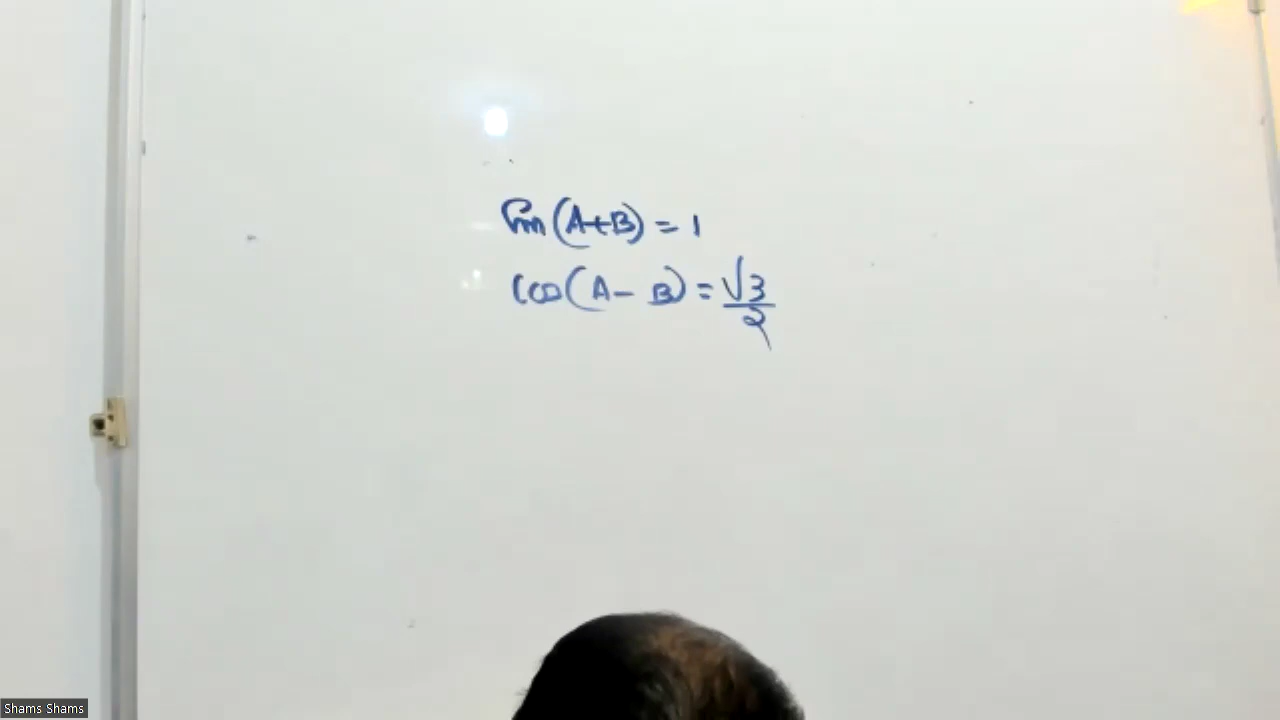 Sin(A+B) = 1
cos(A - B) = √3/2
Shams Shams